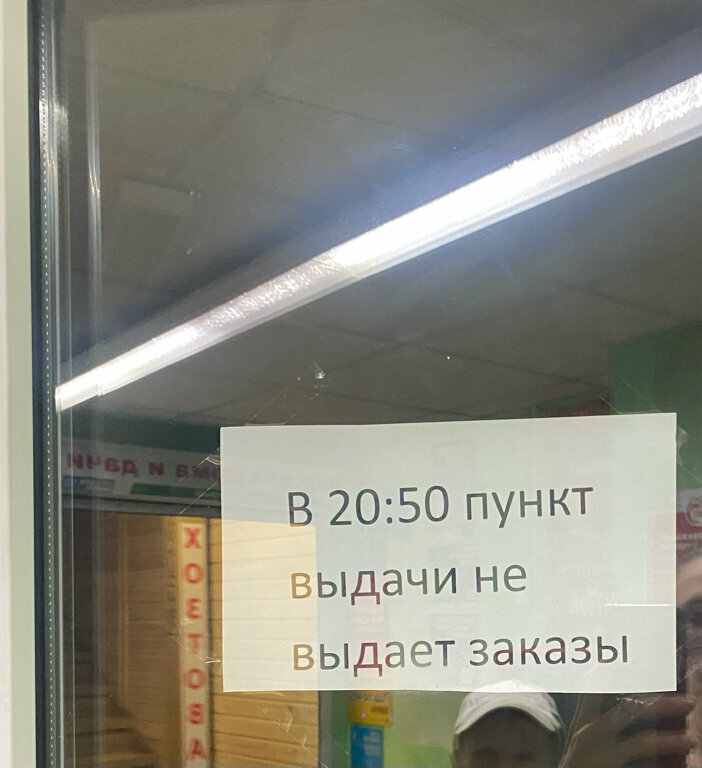 В 20:50 пункт
выдачи не
выдает заказы